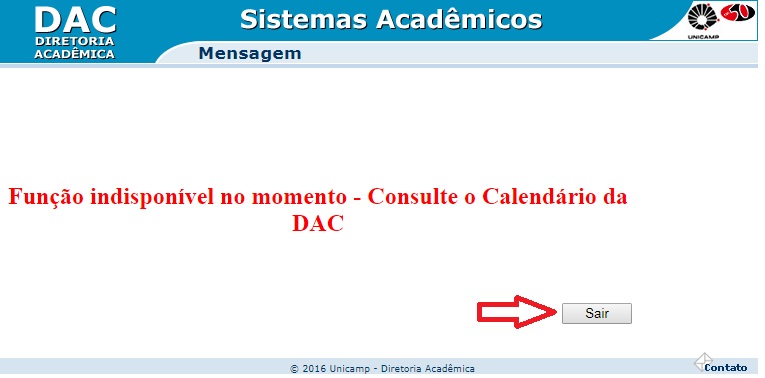 DAC
DIRETORIA
ACADÊMICA
Sistemas Acadêmicos
UNICAMP
50
Mensagem
Função indisponível no momento - Consulte o Calendário da
DAC
Sair
© 2016 Unicamp - Diretoria Acadêmica
Contato